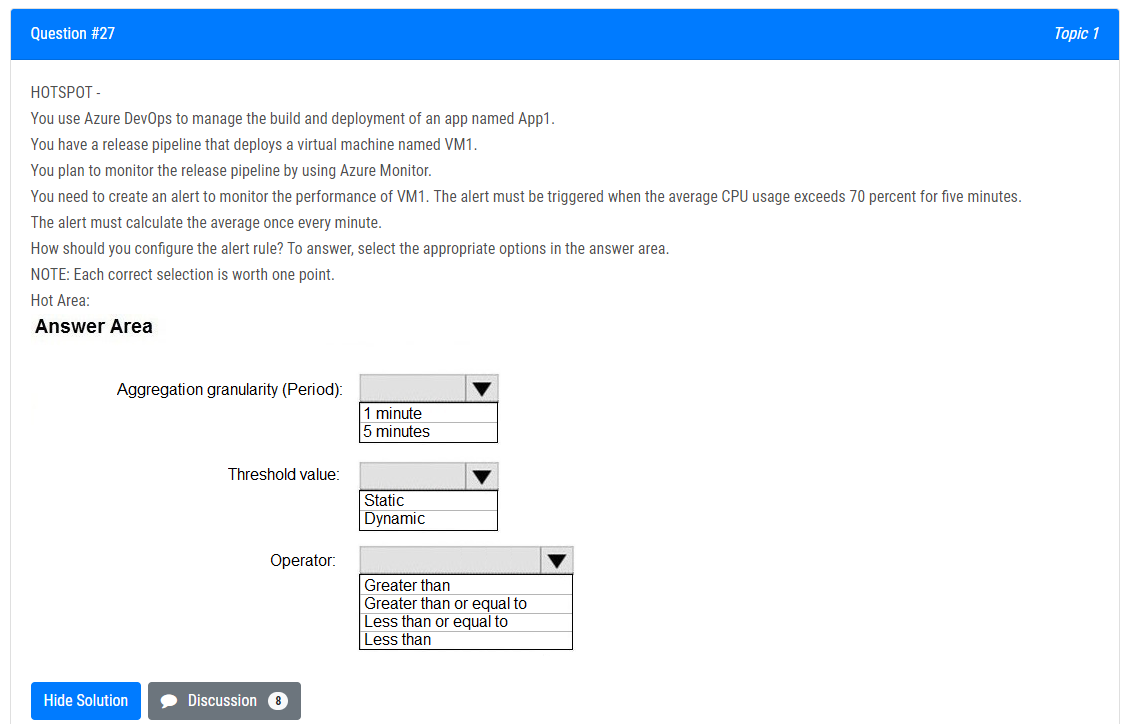 Question #27
Topic 1
HOTSPOT -
You use Azure DevOps to manage the build and deployment of an app named App1.
You have a release pipeline that deploys a virtual machine named VM1.
You plan to monitor the release pipeline by using Azure Monitor.
You need to create an alert to monitor the performance of VM1. The alert must be triggered when the average CPU usage exceeds 70 percent for five minutes.
The alert must calculate the average once every minute.
How should you configure the alert rule? To answer, select the appropriate options in the answer area.
NOTE: Each correct selection is worth one point.
Hot Area:
Answer Area
Aggregation granularity (Period):
1 minute
5 minutes
Threshold value:
Static
Dynamic
Operator:
Greater than
Greater than or equal to
Less than or equal to
Less than
Hide Solution
Discussion 8